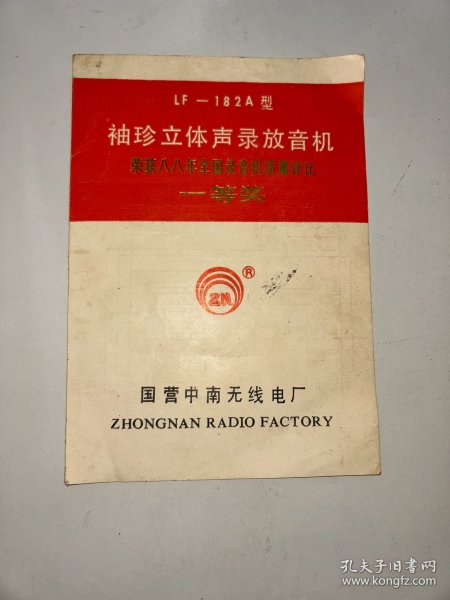 LF－182A型
袖珍立体声录放音机
荣获八八年全国录音机质量评比
一等奖
ZN
®
国营中南无线电厂
ZHONGNAN RADIO FACTORY
孔夫子旧书网
www.kongfz.com